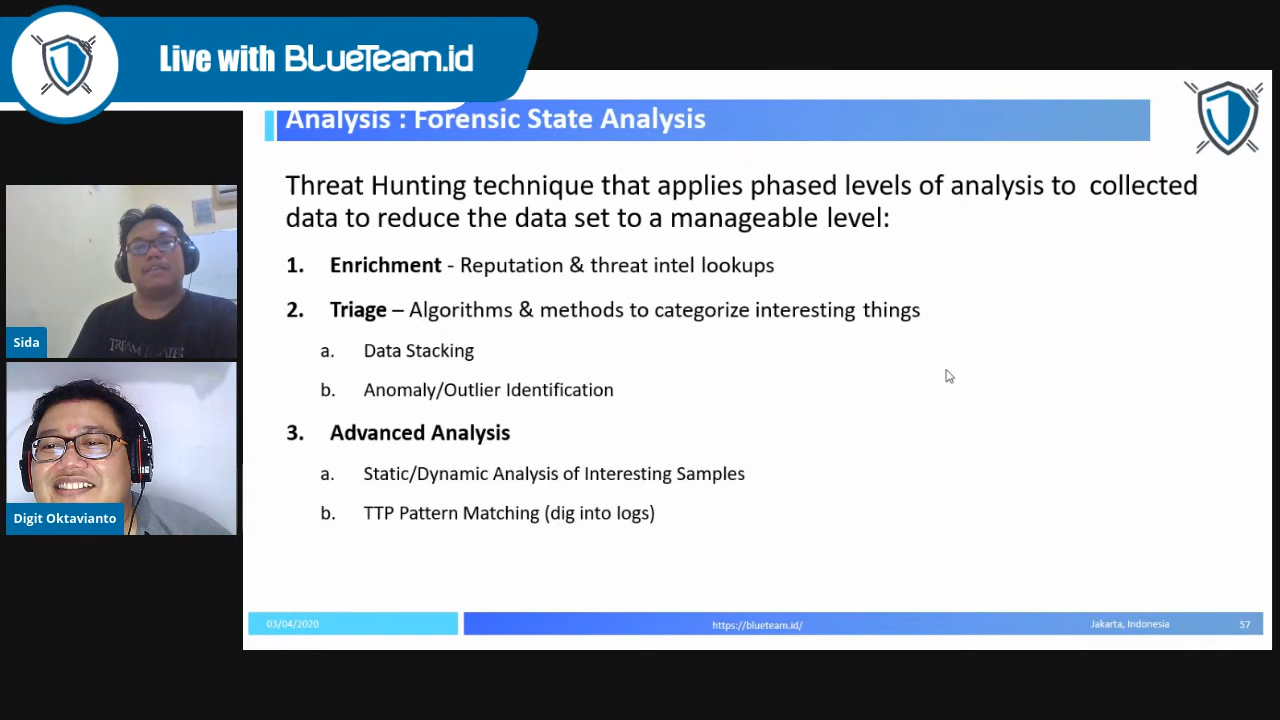 Live with BLueTeam.id
Analysis : Forensic State Analysis
Threat Hunting technique that applies phased levels of analysis to collected
data to reduce the data set to a manageable level:
1. Enrichment - Reputation & threat intel lookups
2. Triage – Algorithms & methods to categorize interesting things
a. Data Stacking
b. Anomaly/Outlier Identification
3. Advanced Analysis
a. Static/Dynamic Analysis of Interesting Samples
b. TTP Pattern Matching (dig into logs)
Sida
Digit Oktavianto
03/04/2020 https://blueteam.id/ Jakarta, Indonesia 57